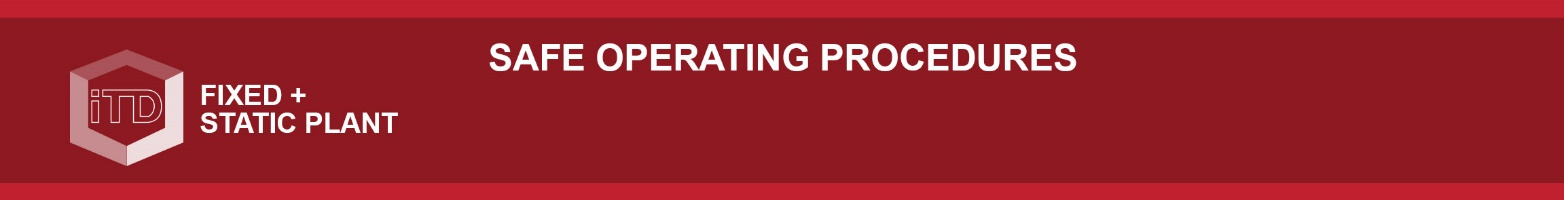 SAFE OPERATING PROCEDURES
iTD
FIXED +
STATIC PLANT